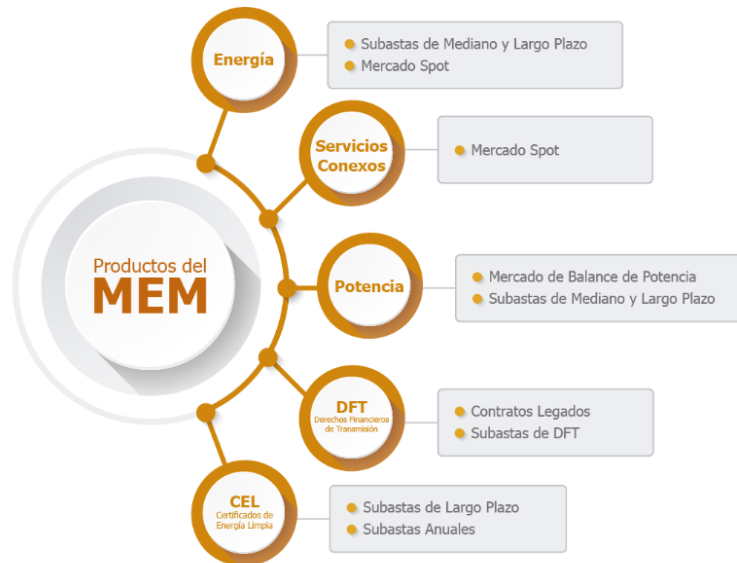 Energía
Subastas de Mediano y Largo Plazo
Mercado Spot
Servicios
Conexos
Mercado Spot
Productos del
MEM
Potencia
Mercado de Balance de Potencia
Subastas de Mediano y Largo Plazo
DFT
Derechos Financieros
de Transmisión
Contratos Legados
Subastas de DFT
CEL
Certificados de
Energía Limpia
Subastas de Largo Plazo
Subastas Anuales